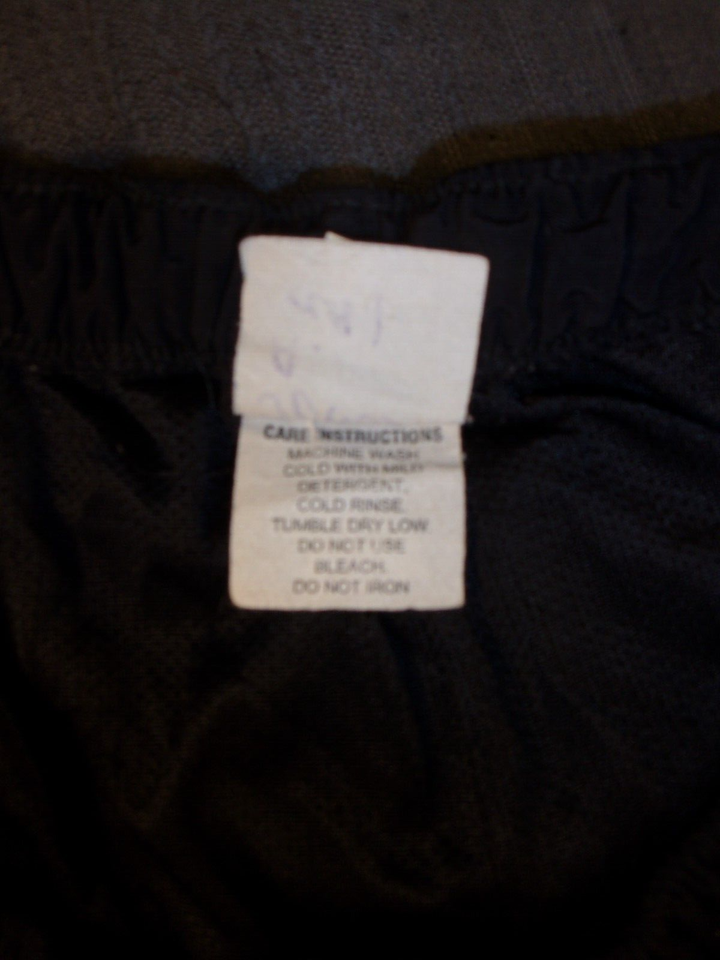 CARE INSTRUCTIONS
MACHINE WASH
COLD WITH MILD
DETERGENT,
COLD RINSE.
TUMBLE DRY LOW
DO NOT USE
BLEACH.
DO NOT IRON